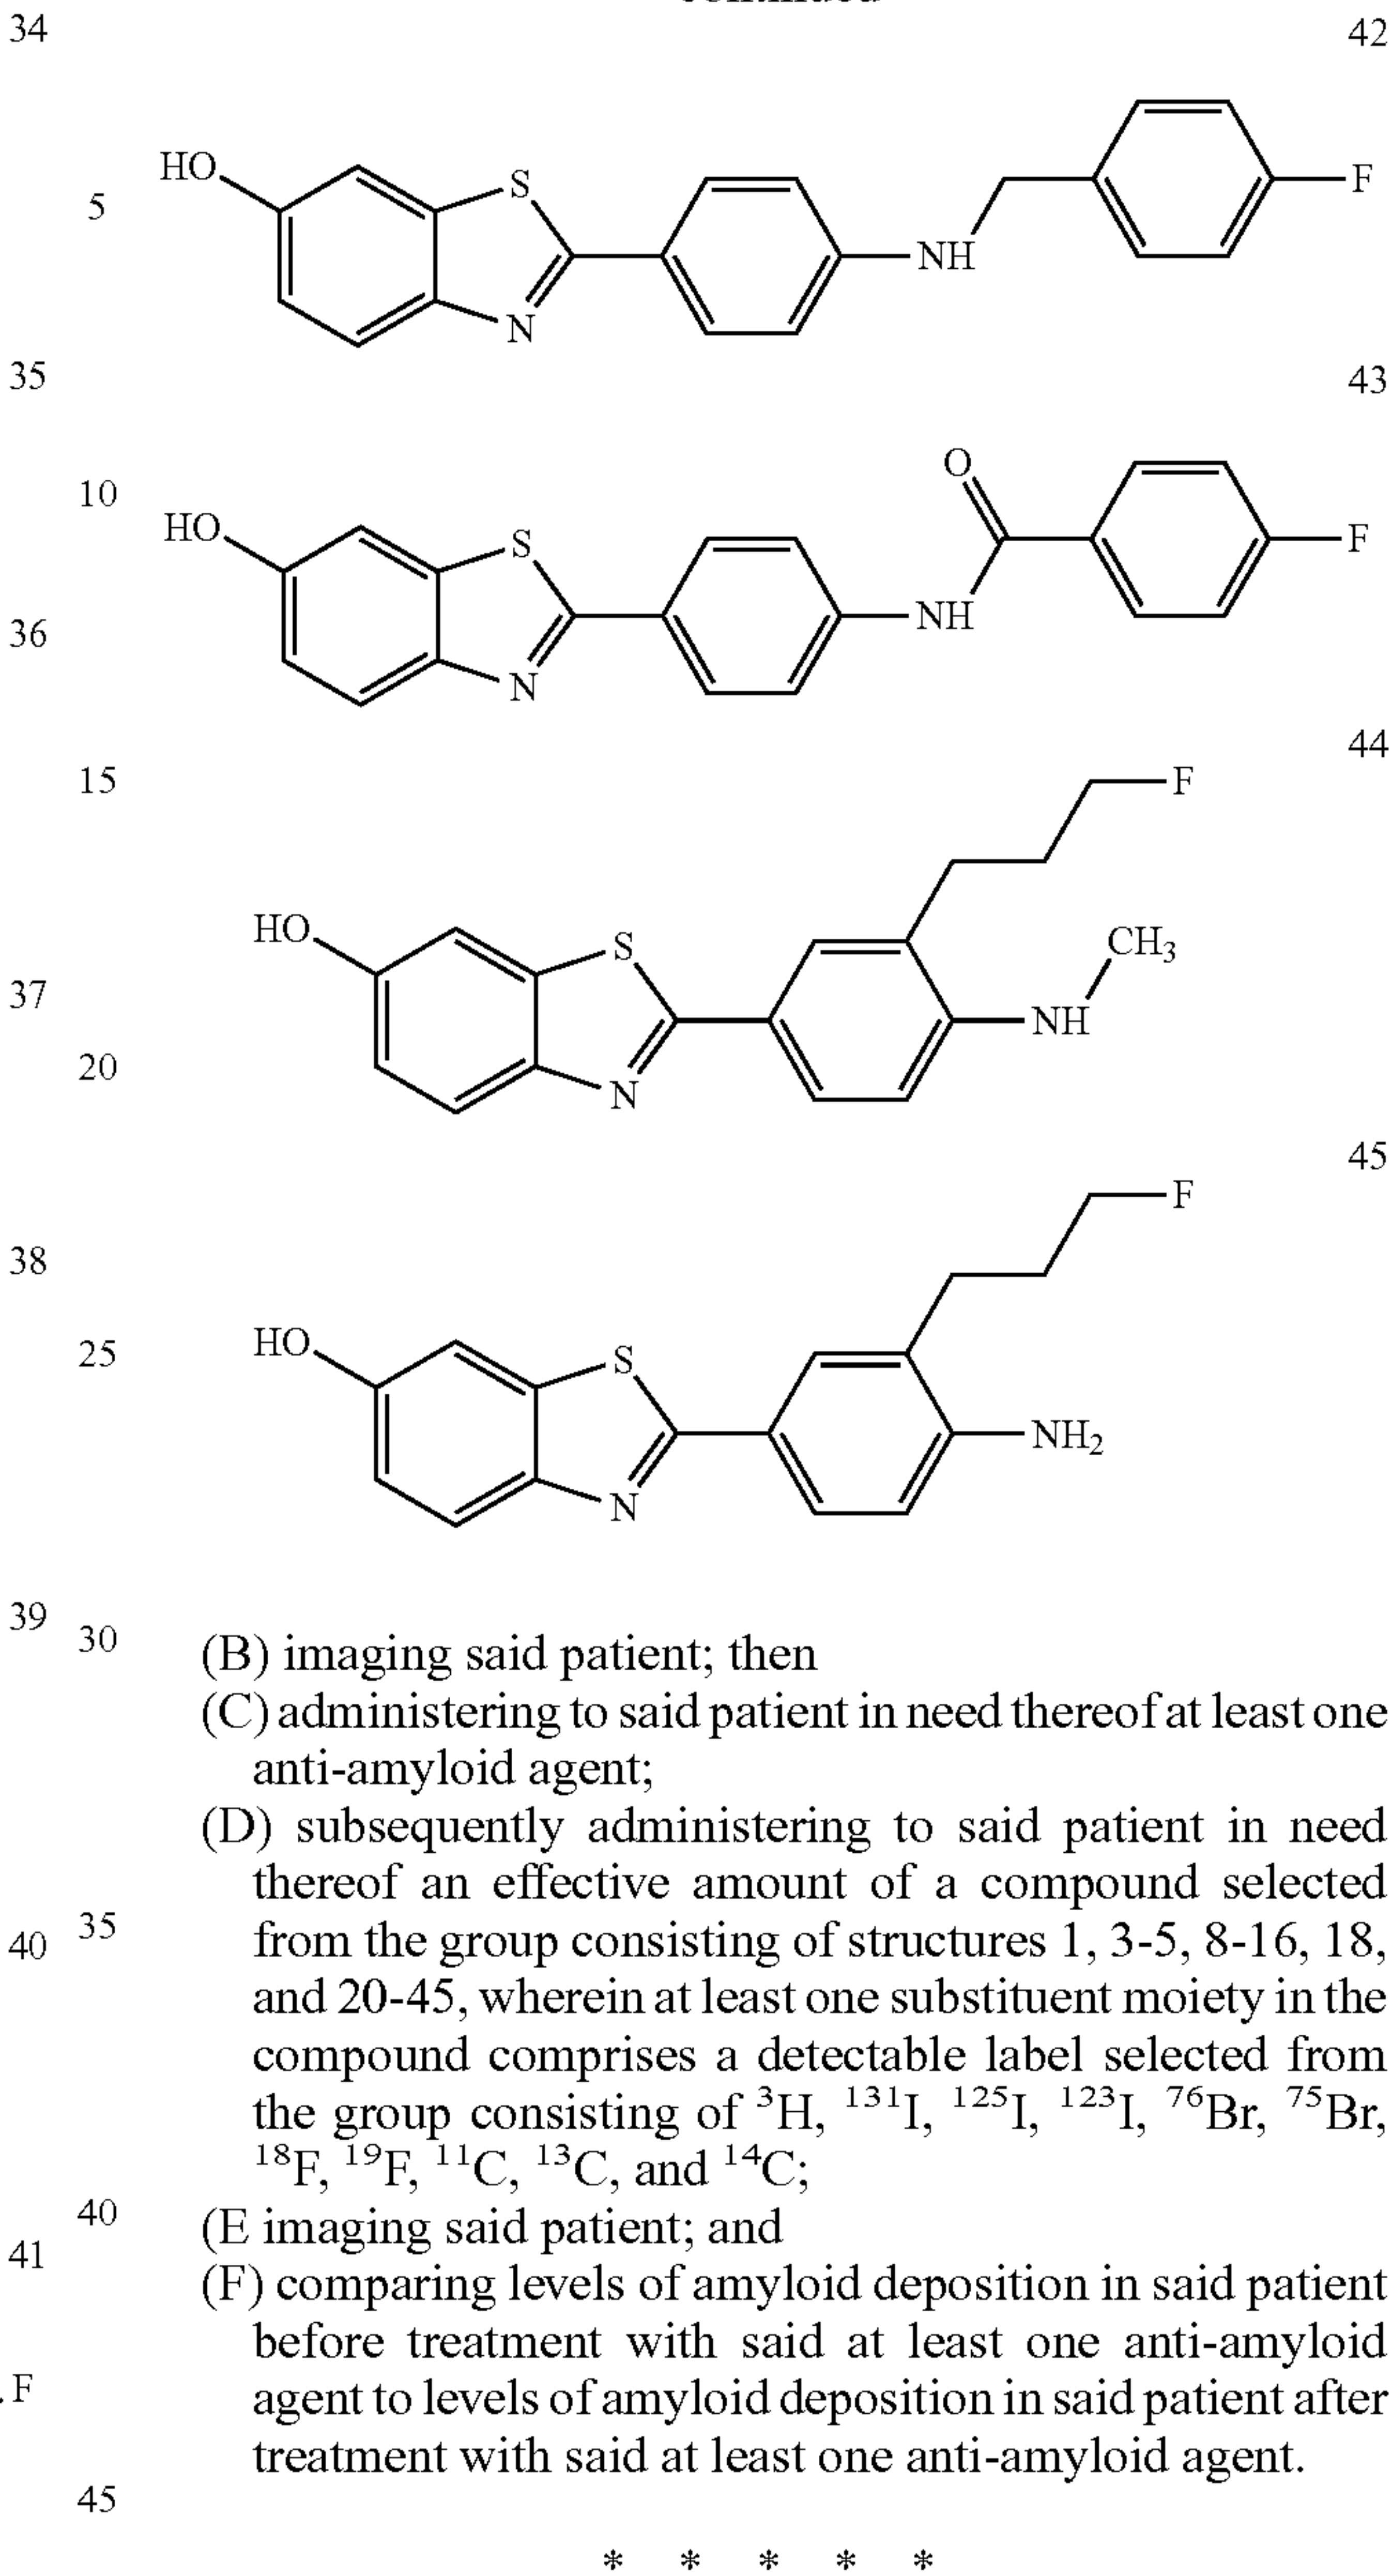 34
42
HO
S
N
NH
F
5
35
43
O
10
HO
S
N
NH
F
36
44
15
F
HO
S
N
NH
CH3
37
20
45
F
38
HO
25
S
N
NH2
39
30
(B) imaging said patient; then
(C) administering to said patient in need thereof at least one
anti-amyloid agent;
(D) subsequently administering to said patient in need
thereof an effective amount of a compound selected
40 35
from the group consisting of structures 1, 3-5, 8-16, 18,
and 20-45, wherein at least one substituent moiety in the
compound comprises a detectable label selected from
the group consisting of ³H, ¹³¹I, ¹²⁵I, ¹²³I, ⁷⁶Br, ⁷⁵Br,
¹⁸F, ¹⁹F, ¹¹C, ¹³C, and ¹⁴C;
40
(E imaging said patient; and
41
(F) comparing levels of amyloid deposition in said patient
before treatment with said at least one anti-amyloid
. F
agent to levels of amyloid deposition in said patient after
treatment with said at least one anti-amyloid agent.
45
* * * * *